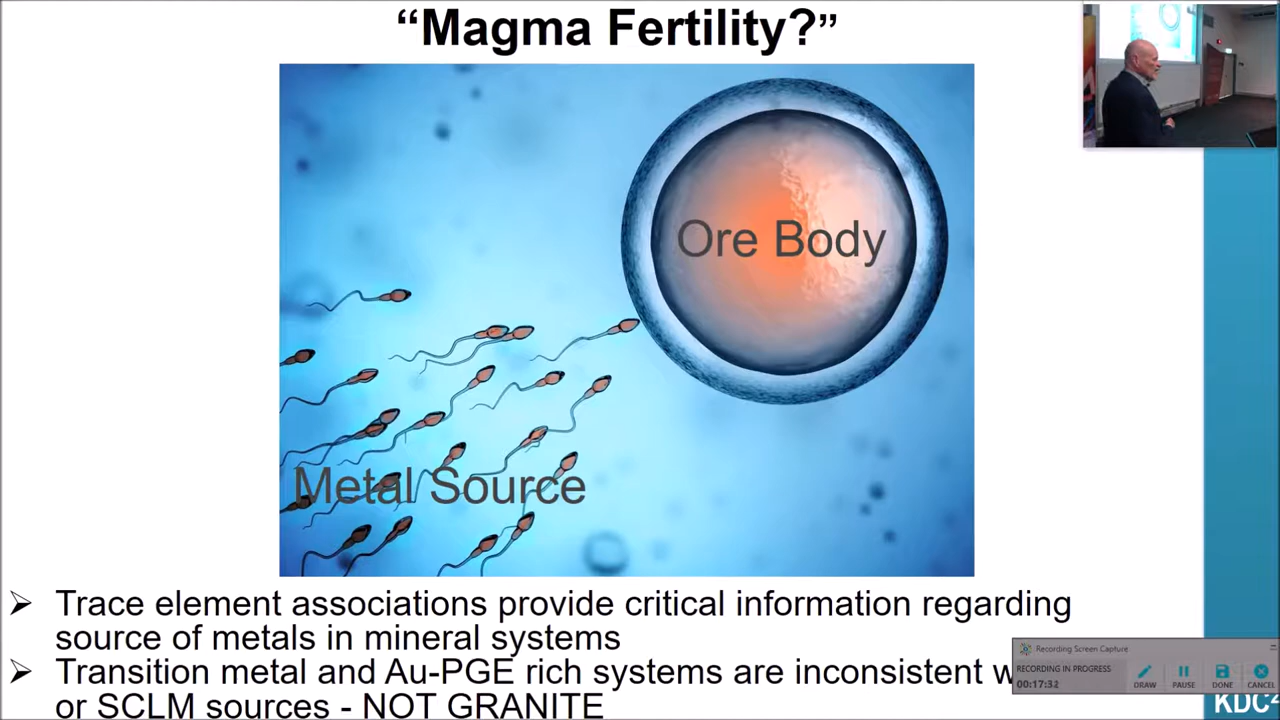 “Magma Fertility?”
Ore Body
Metal Source
➢ Trace element associations provide critical information regarding
source of metals in mineral systems
➢ Transition metal and Au-PGE rich systems are inconsistent
or SCLM sources - NOT GRANITE
Recording Screen Capture
RECORDING IN PROGRESS
00:17:32
DRAW PAUSE DONE CANCEL
KDC²